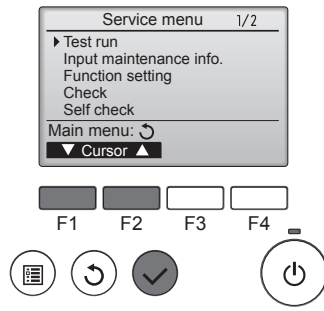 Service menu 1/2
Test run
Input maintenance info.
Function setting
Check
Self check
Main menu:
Cursor
F1 F2 F3 F4